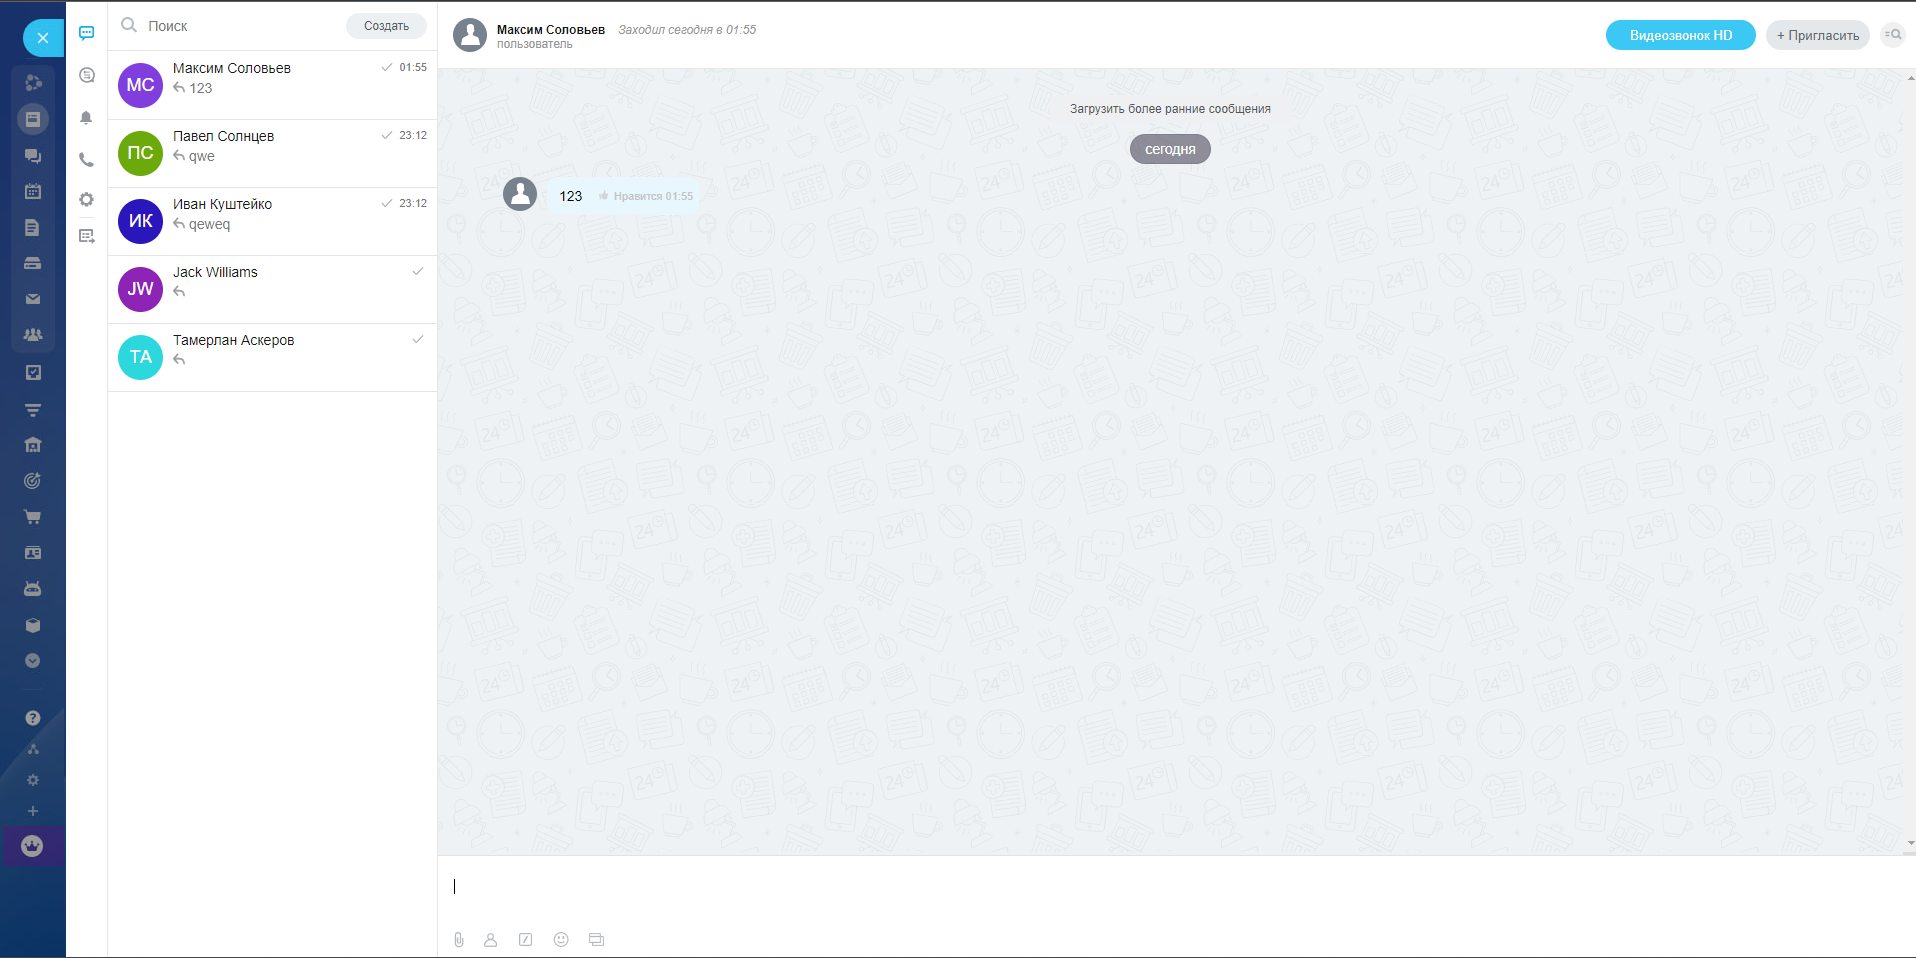 Поиск
Создать
МС
Максим Соловьев
01:55
123
ПС
Павел Солнцев
23:12
qwe
ИК
Иван Куштейко
23:12
qeweq
JW
Jack Williams
ТА
Тамерлан Аскеров
Максим Соловьев Заходил сегодня в 01:55
пользователь
Видеозвонок HD
+ Пригласить
Загрузить более ранние сообщения
сегодня
123 Нравится 01:55